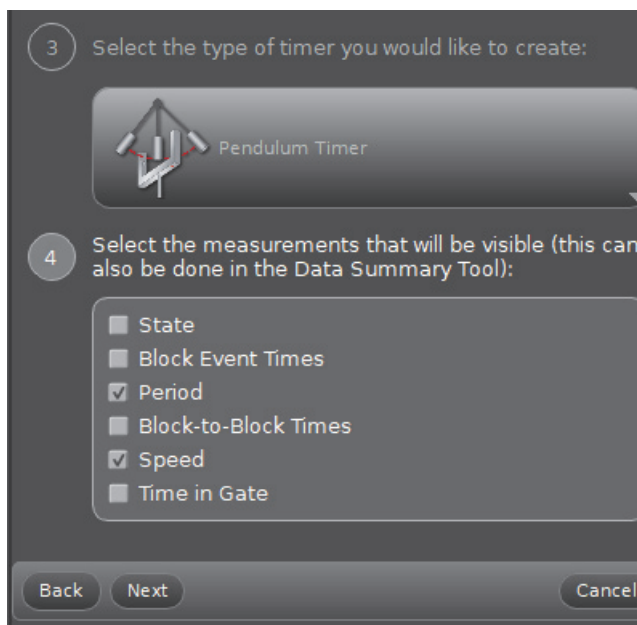 3 Select the type of timer you would like to create:
Pendulum Timer
4 Select the measurements that will be visible (this can
also be done in the Data Summary Tool):
State
Block Event Times
Period
Block-to-Block Times
Speed
Time in Gate
Back Next Cancel